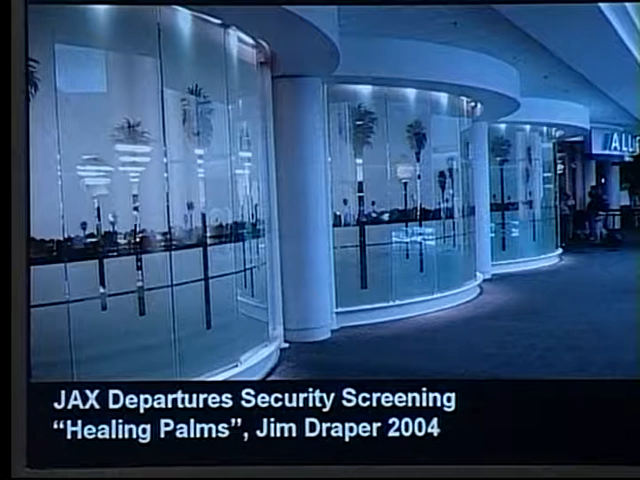 JAX Departures Security Screening
“Healing Palms”, Jim Draper 2004